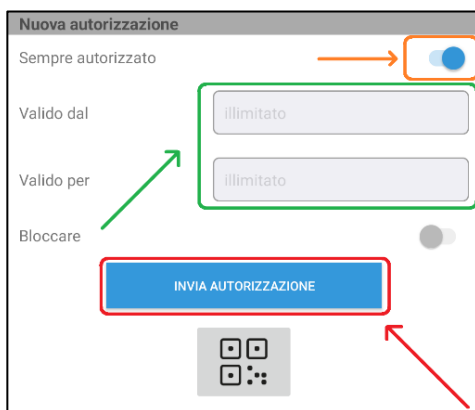 Nuova autorizzazione
Sempre autorizzato
Valido dal
illimitato
Valido per
illimitato
Bloccare
INVIA AUTORIZZAZIONE